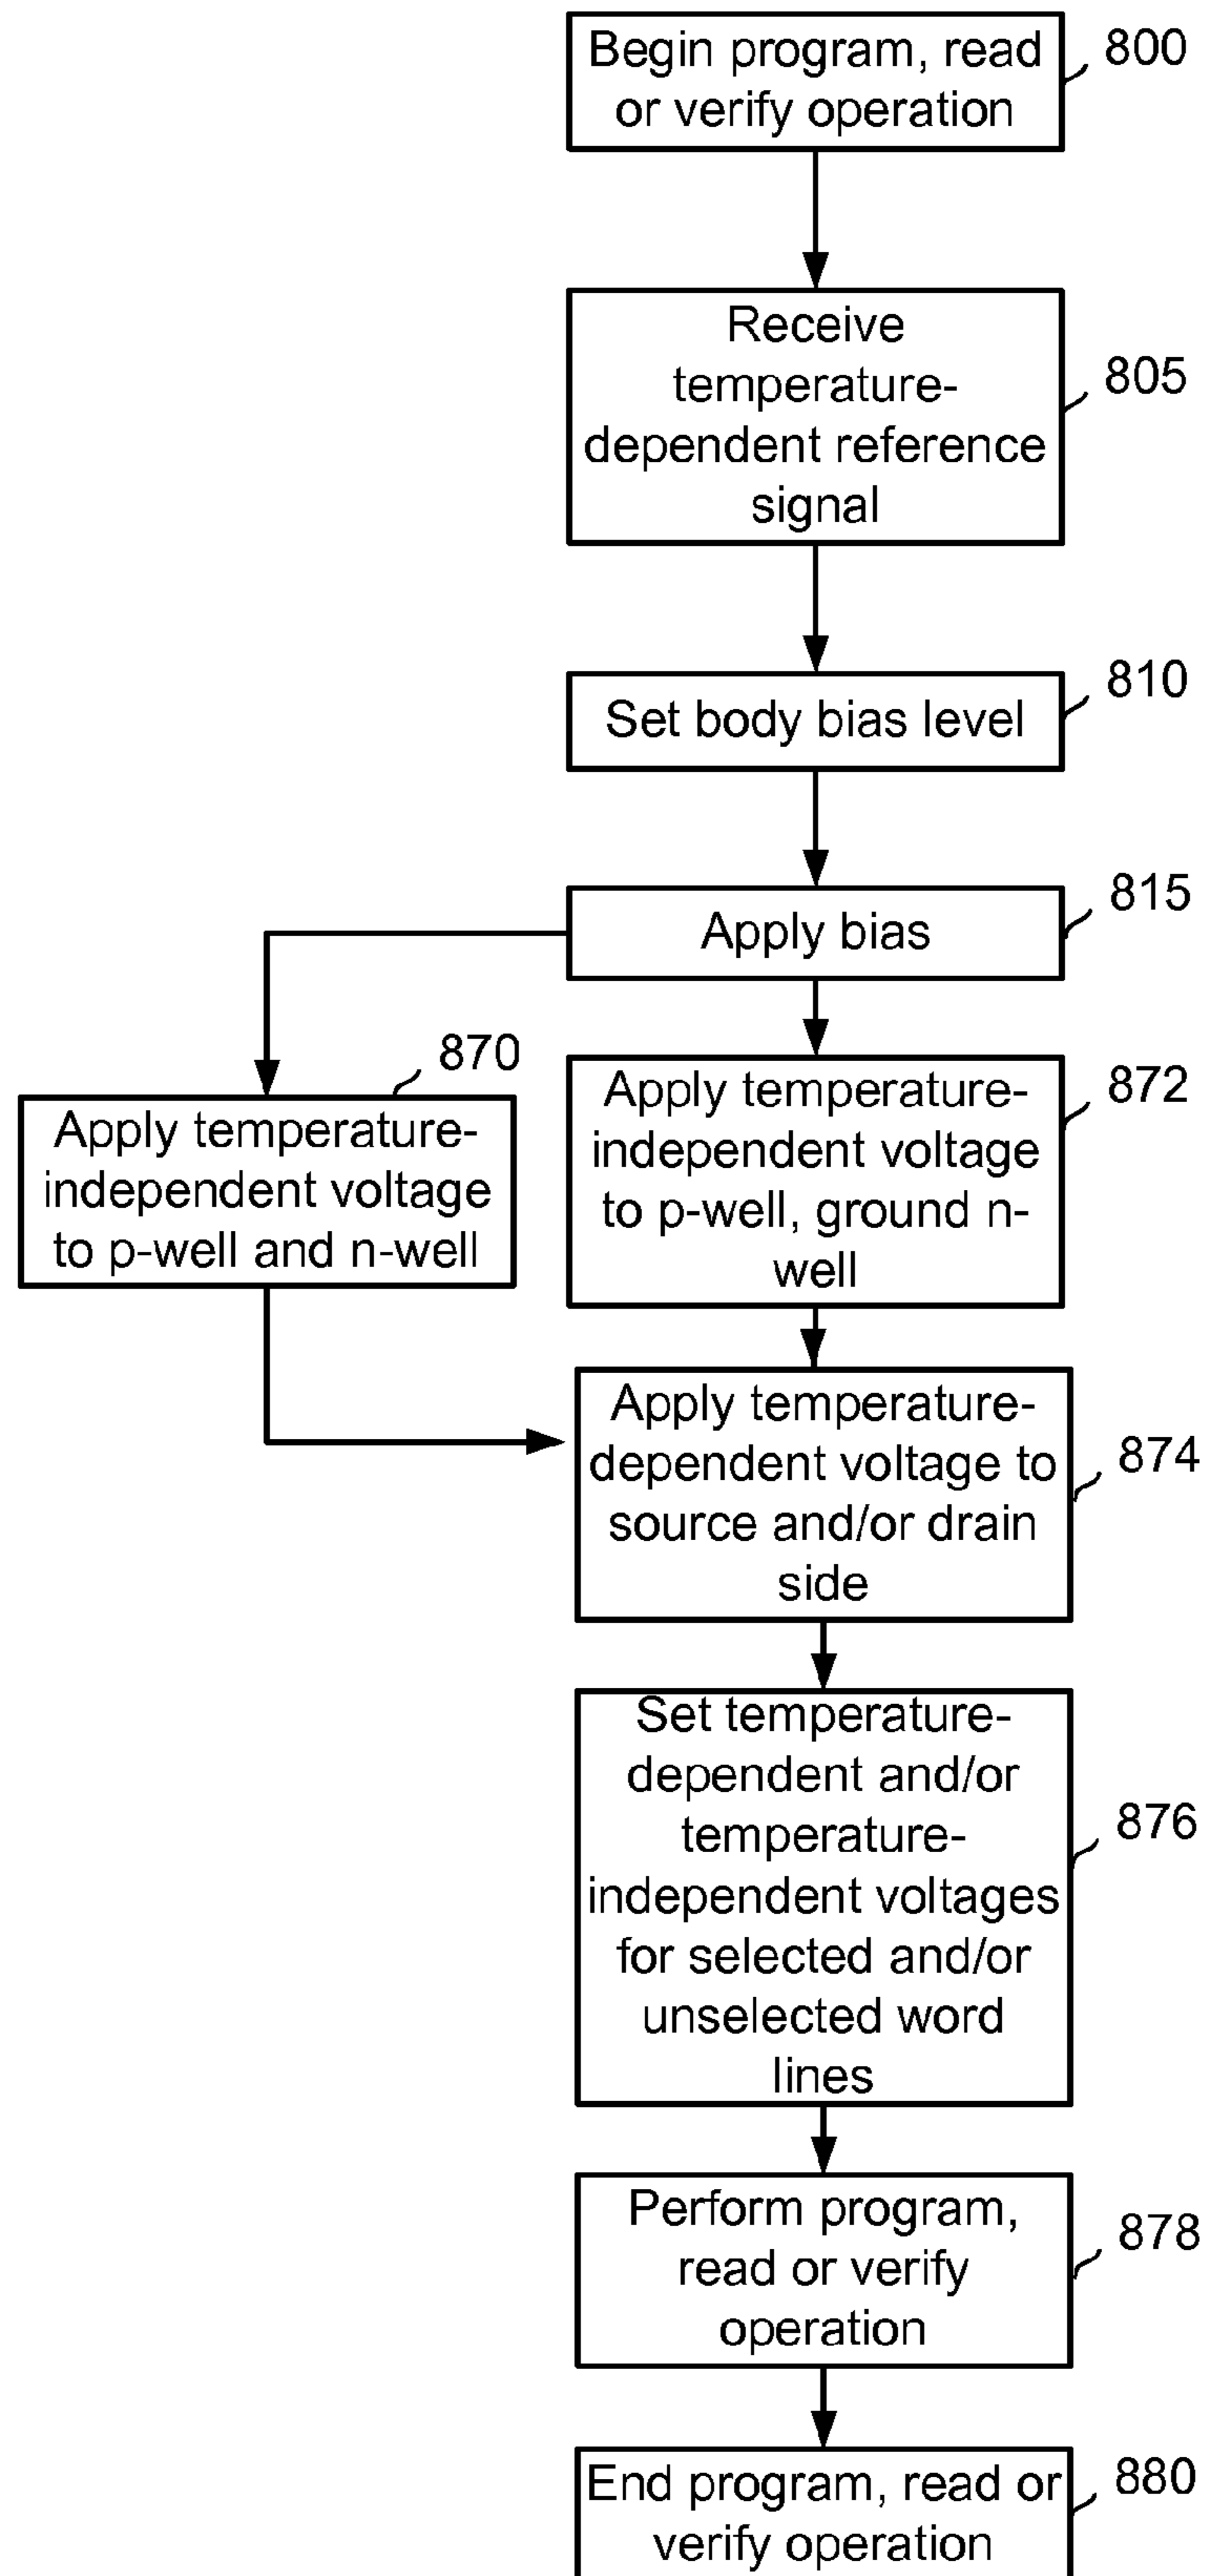 Begin program, read
or verify operation
800
Receive
temperature-
dependent reference
signal
805
Set body bias level
810
Apply bias
815
870
Apply temperature-
independent voltage
to p-well and n-well
Apply temperature-
independent voltage
to p-well, ground n-
well
872
Apply temperature-
dependent voltage to
source and/or drain
side
874
Set temperature-
dependent and/or
temperature-
independent voltages
for selected and/or
unselected word
lines
876
Perform program,
read or verify
operation
878
End program, read or
verify operation
880